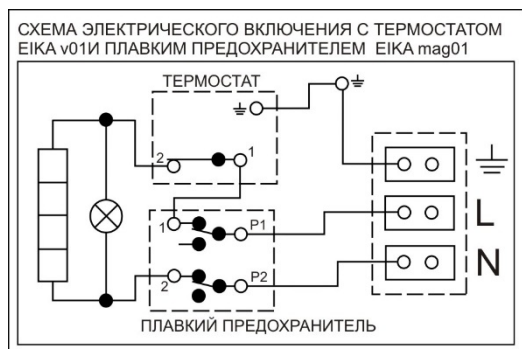 СХЕМА ЭЛЕКТРИЧЕСКОГО ВКЛЮЧЕНИЯ С ТЕРМОСТАТОМ
EIKA v01И ПЛАВКИМ ПРЕДОХРАНИТЕЛЕМ EIKA mag01
ТЕРМОСТАТ
2
1
1
P1
L
2
P2
N
ПЛАВКИЙ ПРЕДОХРАНИТЕЛЬ